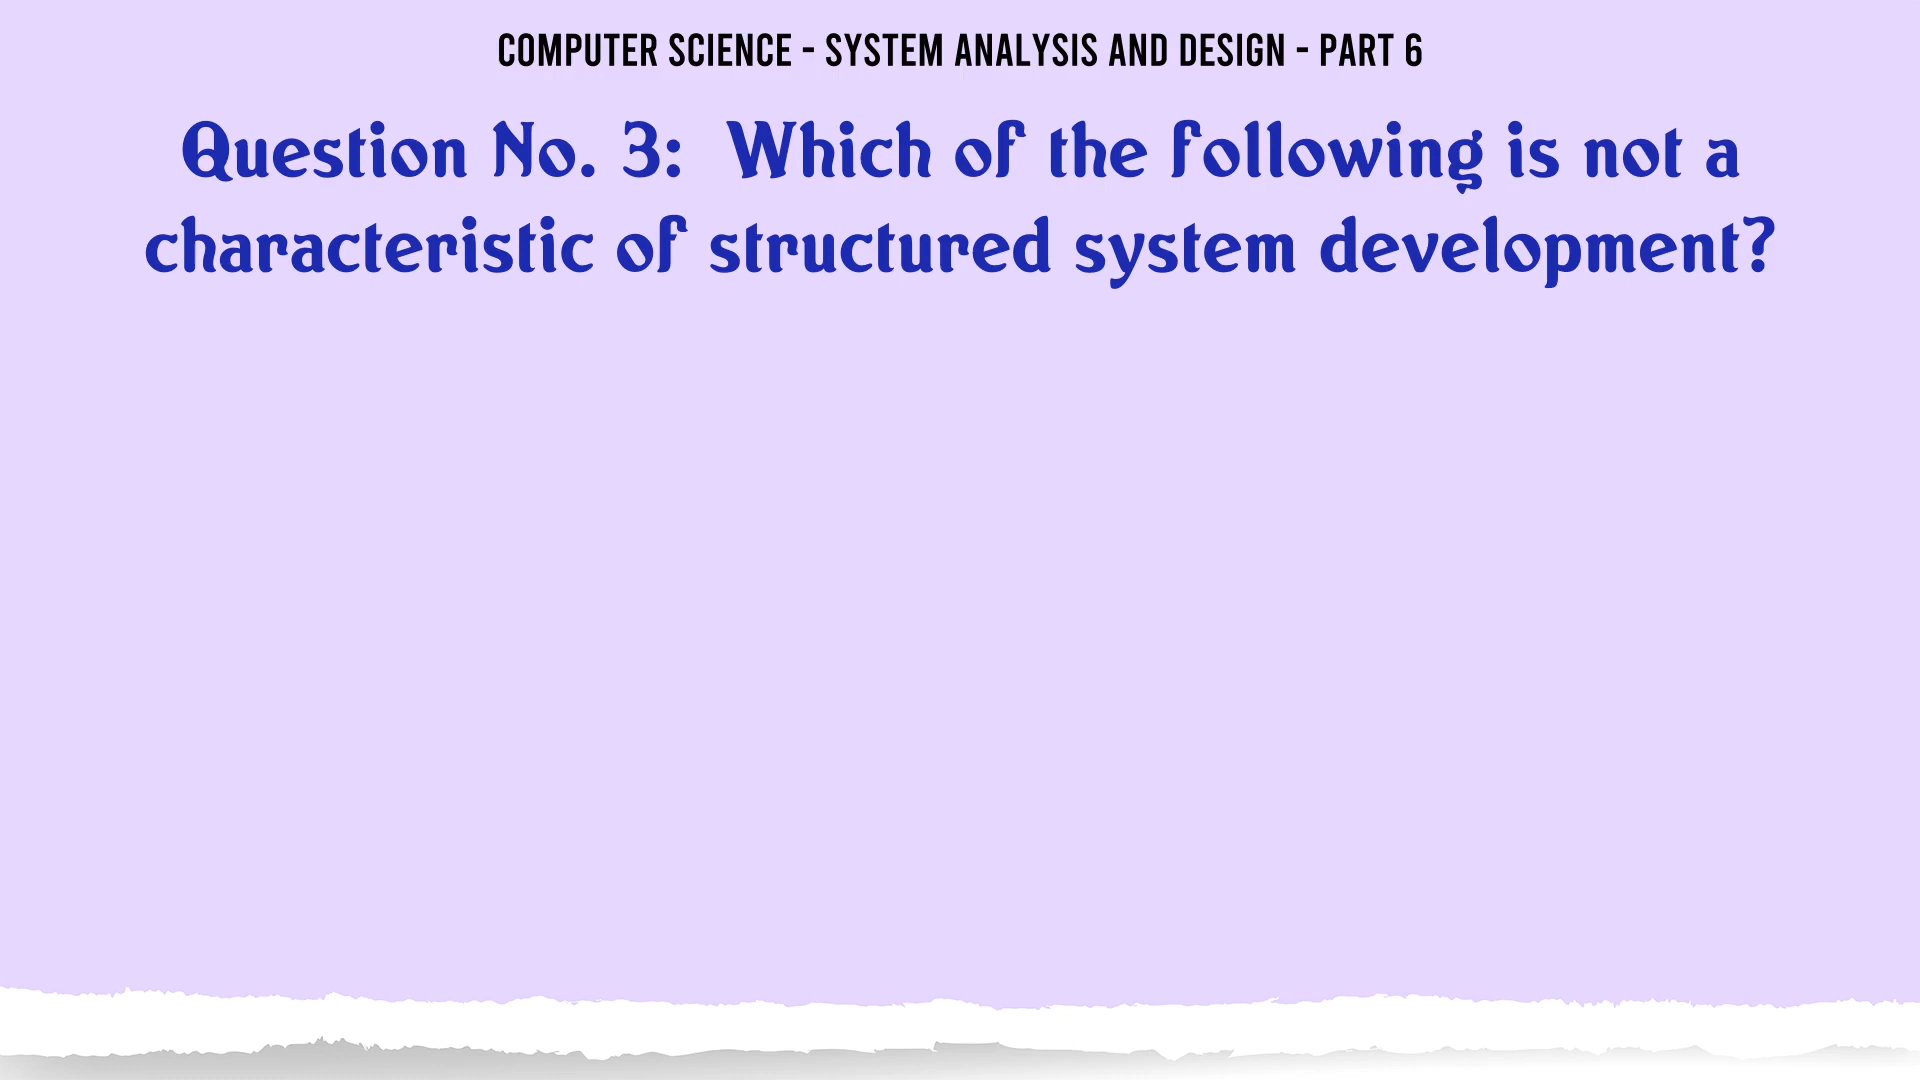 COMPUTER SCIENCE - SYSTEM ANALYSIS AND DESIGN - PART 6
Question No. 3: Which of the following is not a
characteristic of structured system development?